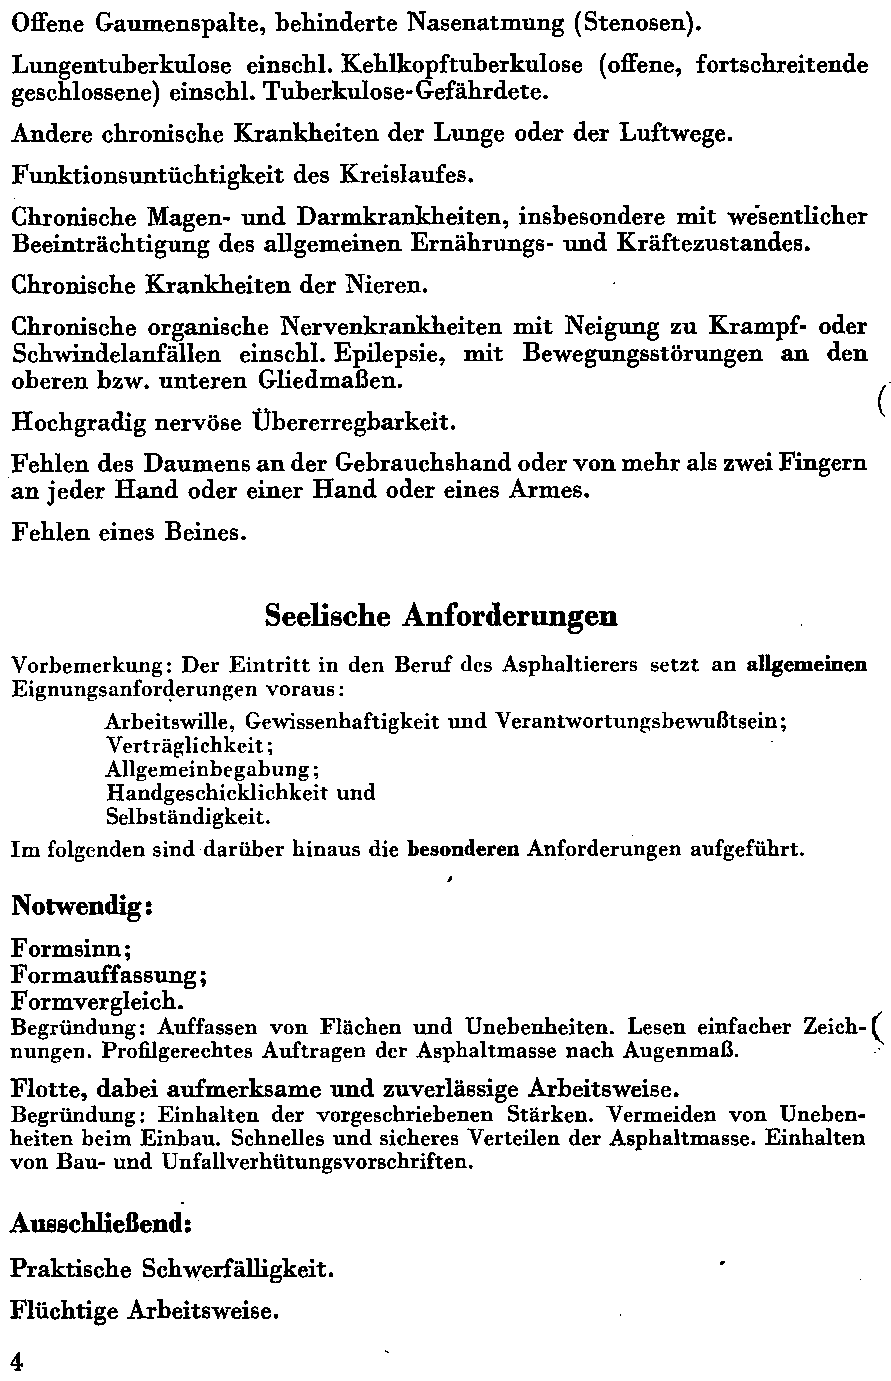 Offene Gaumenspalte, behinderte Nasenatmung (Stenosen).
Lungentuberkulose einschl. Kehlkopftuberkulose (offene, fortschreitende
geschlossene) einschl. Tuberkulose-Gefährdete.
Andere chronische Krankheiten der Lunge oder der Luftwege.
Funktionsuntüchtigkeit des Kreislaufes.
Chronische Magen- und Darmkrankheiten, insbesondere mit wesentlicher
Beeinträchtigung des allgemeinen Ernährungs- und Kräftezustandes.
Chronische Krankheiten der Nieren.
Chronische organische Nervenkrankheiten mit Neigung zu Krampf- oder
Schwindelanfällen einschl. Epilepsie, mit Bewegungsstörungen an den
oberen bzw. unteren Gliedmaßen.
Hochgradig nervöse Übererregbarkeit.
Fehlen des Daumens an der Gebrauchshand oder von mehr als zwei Fingern
an jeder Hand oder einer Hand oder eines Armes.
Fehlen eines Beines.
Seelische Anforderungen
Vorbemerkung: Der Eintritt in den Beruf des Asphaltierers setzt an allgemeinen
Eignungsanforderungen voraus:
Arbeitswille, Gewissenhaftigkeit und Verantwortungsbewußtsein;
Verträglichkeit;
Allgemeinbegabung;
Handgeschicklichkeit und
Selbständigkeit.
Im folgenden sind darüber hinaus die besonderen Anforderungen aufgeführt.
Notwendig:
Formsinn;
Formauffassung;
Formvergleich.
Begründung: Auffassen von Flächen und Unebenheiten. Lesen einfacher Zeich-
nungen. Profilgerechtes Auftragen der Asphaltmasse nach Augenmaß.
Flotte, dabei aufmerksame und zuverlässige Arbeitsweise.
Begründung: Einhalten der vorgeschriebenen Stärken. Vermeiden von Uneben-
heiten beim Einbau. Schnelles und sicheres Verteilen der Asphaltmasse. Einhalten
von Bau- und Unfallverhütungsvorschriften.
Ausschließend:
Praktische Schwerfälligkeit.
Flüchtige Arbeitsweise.
4